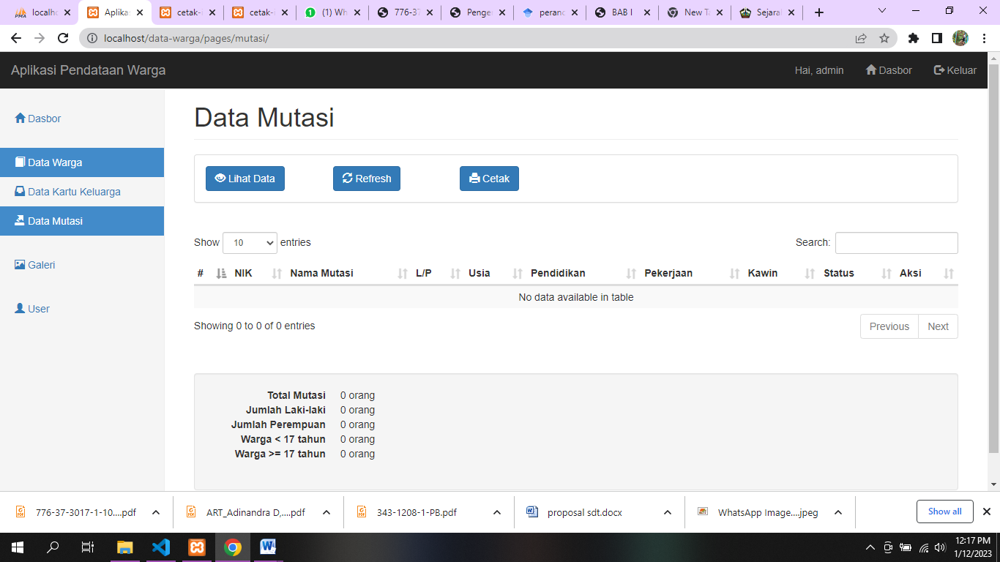 localho Aplikas cetak- cetak- (1) Wh 776-37 Penge perand BAB I New Ta Sejaral
localhost/data-warga/pages/mutasi/
Aplikasi Pendataan Warga Hai, admin Dasbor Keluar
Dasbor
Data Warga
Data Kartu Keluarga
Data Mutasi
Galeri
User
Data Mutasi
Lihat Data Refresh Cetak
Show 10 entries Search:
# NIK Nama Mutasi L/P Usia Pendidikan Pekerjaan Kawin Status Aksi
No data available in table
Showing 0 to 0 of 0 entries Previous Next
Total Mutasi 0 orang
Jumlah Laki-laki 0 orang
Jumlah Perempuan 0 orang
Warga < 17 tahun 0 orang
Warga >= 17 tahun 0 orang
776-37-3017-1-10....pdf ART_Adinandra D,....pdf 343-1208-1-PB.pdf proposal sdt.docx WhatsApp Image....jpeg Show all
12:17 PM
1/12/2023